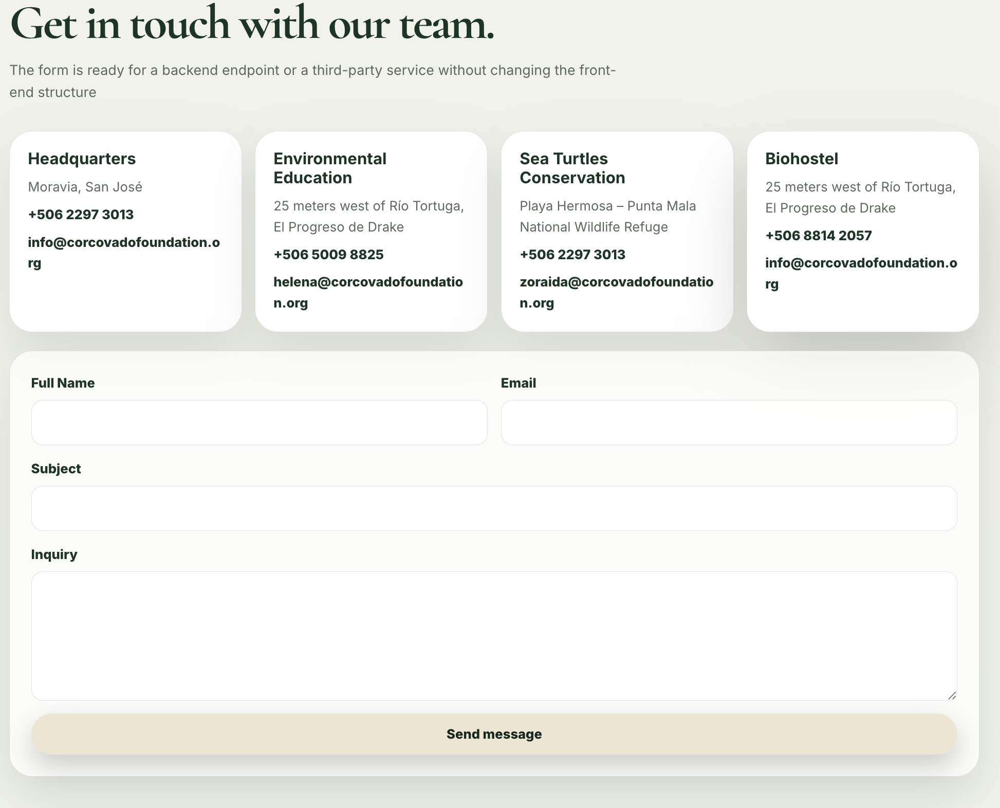 Get in touch with our team.
The form is ready for a backend endpoint or a third-party service without changing the front-
end structure
Headquarters
Moravia, San José
+506 2297 3013
info@corcovadofoundation.o
rg
Environmental
Education
25 meters west of Río Tortuga,
El Progreso de Drake
+506 5009 8825
helena@corcovadofoundatio
n.org
Sea Turtles
Conservation
Playa Hermosa – Punta Mala
National Wildlife Refuge
+506 2297 3013
zoraida@corcovadofoundatio
n.org
Biohostel
25 meters west of Río Tortuga,
El Progreso de Drake
+506 8814 2057
info@corcovadofoundation.o
rg
Full Name
Email
Subject
Inquiry
Send message